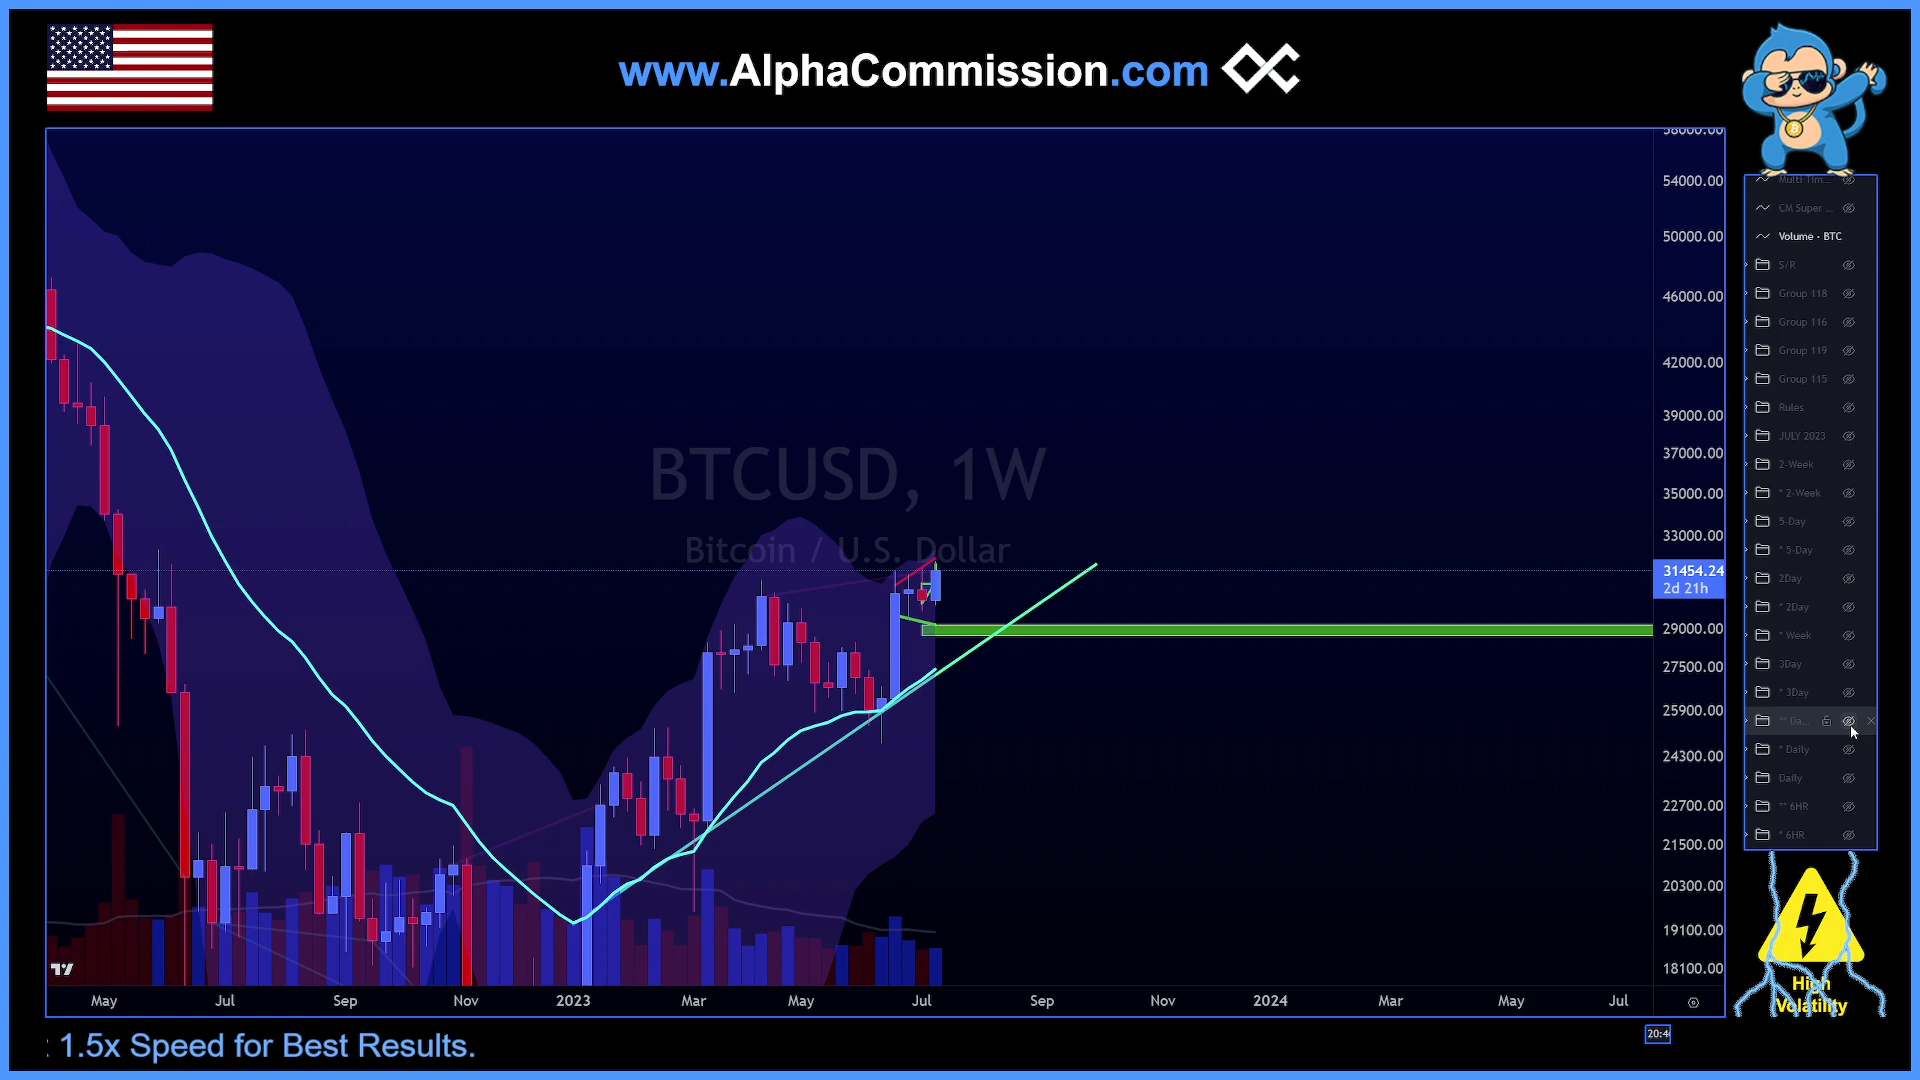 www.AlphaCommission.com
58000.00
54000.00
50000.00
46000.00
42000.00
39000.00
37000.00
35000.00
33000.00
31454.24
2d 21h
29000.00
27500.00
25900.00
24300.00
22700.00
21500.00
20300.00
19100.00
18100.00
BTCUSD, 1W
Bitcoin / U.S. Dollar
May Jul Sep Nov 2023 Mar May Jul Sep Nov 2024 Mar May Jul
Multi Tim...
CM Super ...
Volume · BTC
S/R
Group 118
Group 116
Group 119
Group 115
Rules
JULY 2023
2-Week
* 2-Week
5-Day
* 5-Day
2Day
* 2Day
* Week
3Day
* 3Day
** Da...
* Daily
Daily
** 6HR
* 6HR
High
Volatility
: 1.5x Speed for Best Results.